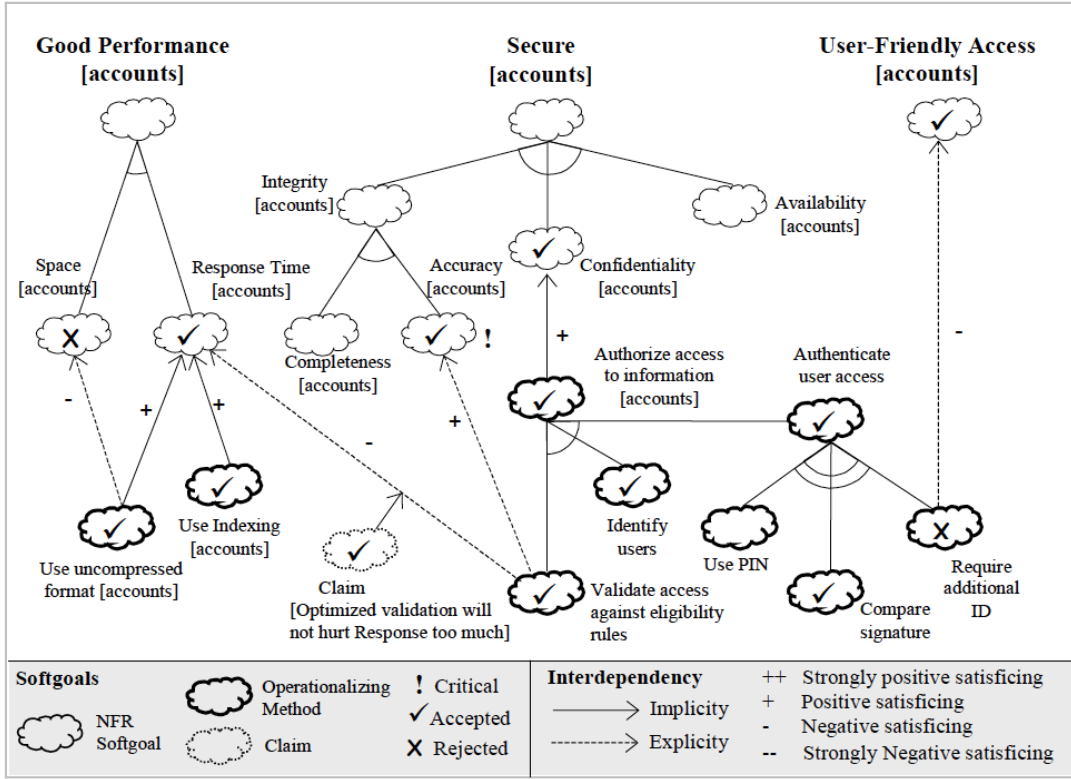 Good Performance
[accounts]
Secure
[accounts]
User-Friendly Access
[accounts]
✓
Integrity
[accounts]
Availability
[accounts]
✓
Confidentiality
[accounts]
Space
[accounts]
Response Time
[accounts]
Accuracy
[accounts]
X
✓
✓
!
Completeness
[accounts]
+
-
Authorize access
to information
[accounts]
Authenticate
user access
✓
✓
-
+
+
-
+
✓
Use Indexing
[accounts]
✓
Use uncompressed
format [accounts]
✓
Claim
[Optimized validation will
not hurt Response too much]
✓
Identify
users
✓
Validate access
against eligibility
rules
Use PIN
✓
Compare
signature
X
Require
additional
ID
Softgoals
NFR
Softgoal
Operationalizing
Method
Claim
! Critical
✓ Accepted
X Rejected
Interdependency
Implicity
Explicity
++ Strongly positive satisficing
+ Positive satisficing
- Negative satisficing
-- Strongly Negative satisficing